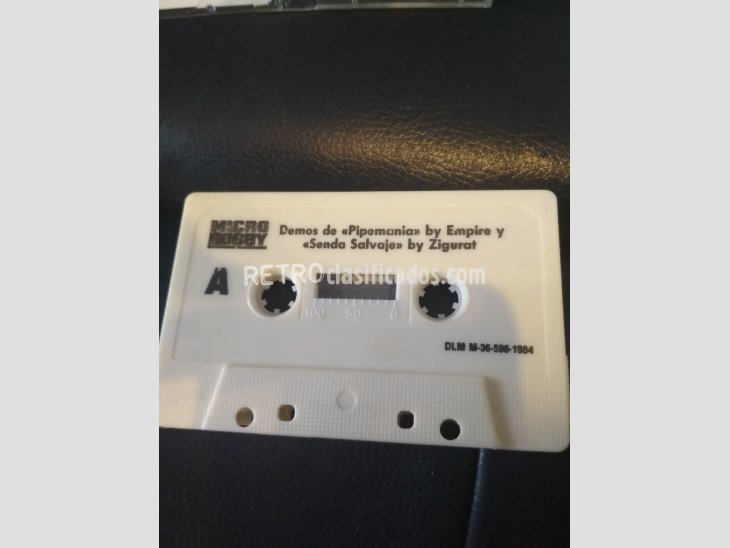 MICRO
HOBBY
Demos de «Pipemania» by Empire y
«Senda Salvaje» by Zigurat
A
RETROclasificados.com
100 50 0
DLM M-36-598-1984